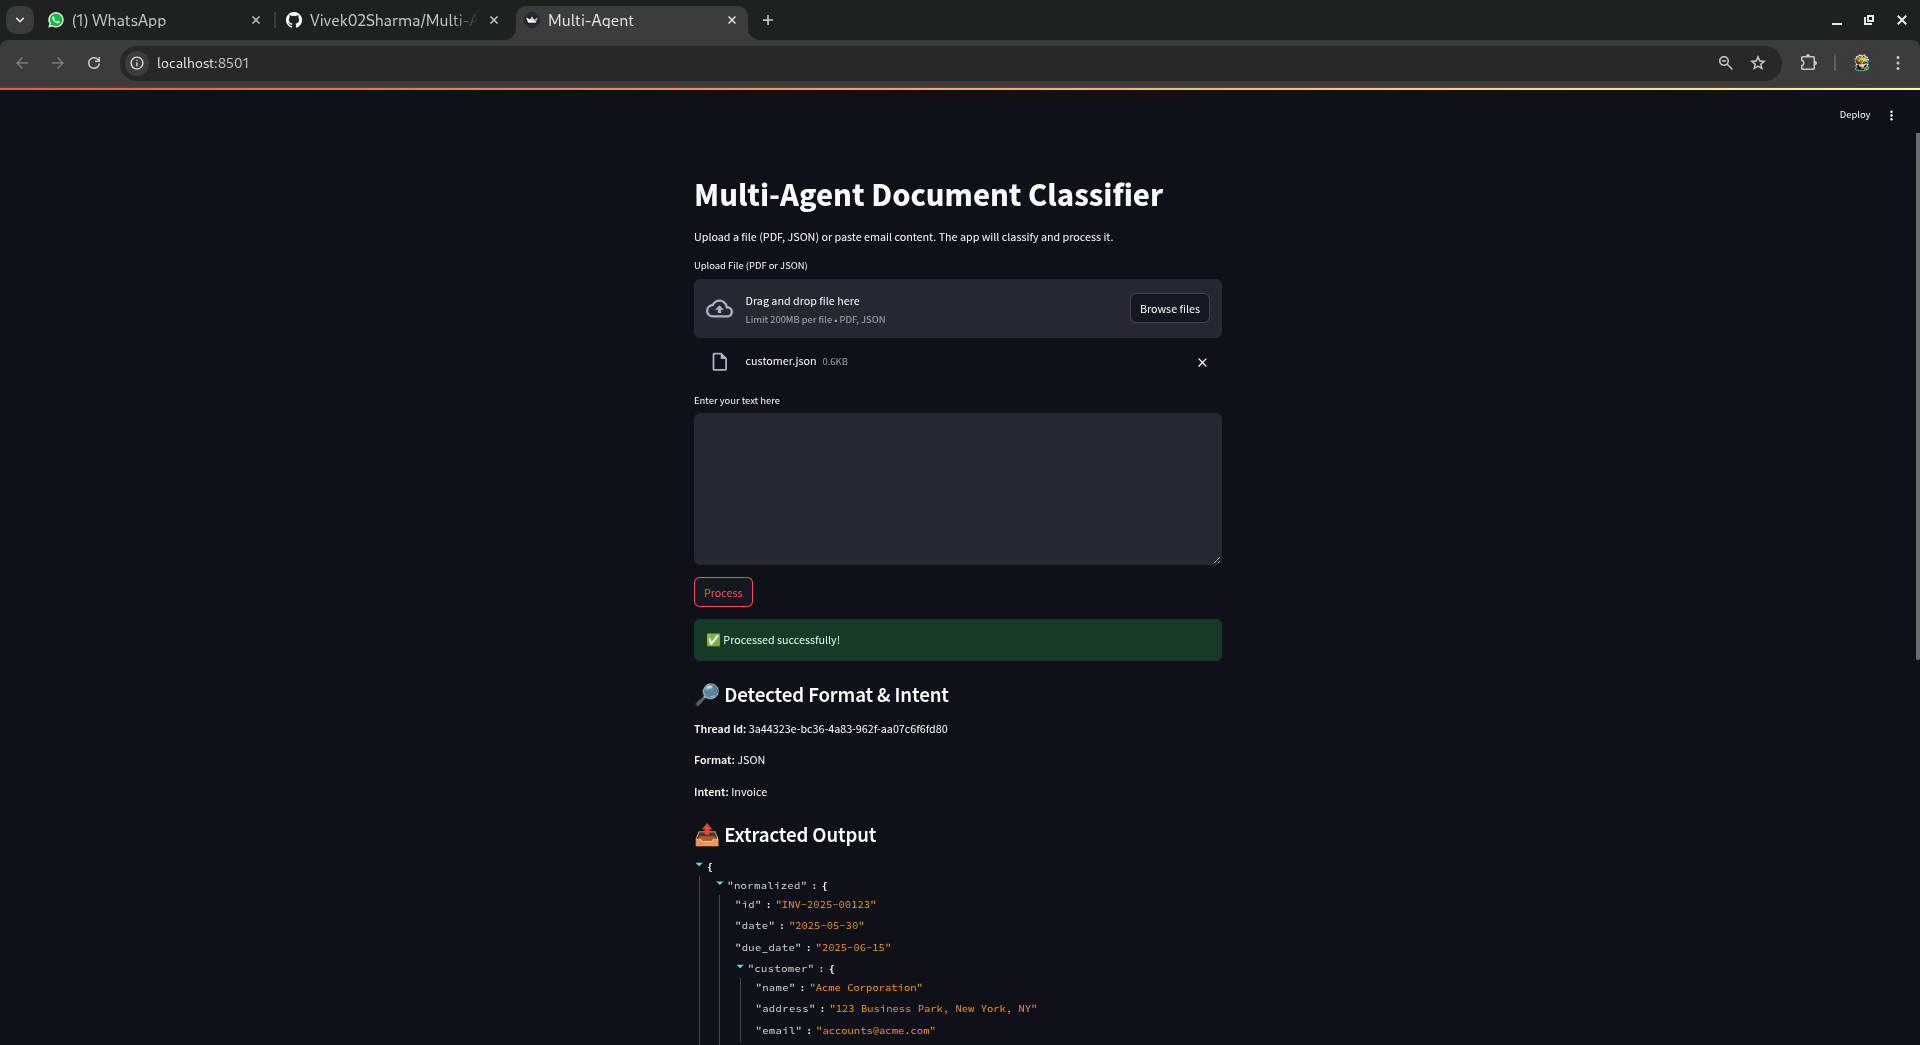 (1) WhatsApp
Vivek02Sharma/Multi-A
Multi-Agent
localhost:8501
Deploy
Multi-Agent Document Classifier
Upload a file (PDF, JSON) or paste email content. The app will classify and process it.
Upload File (PDF or JSON)
Drag and drop file here
Limit 200MB per file • PDF, JSON
Browse files
customer.json 0.6KB
Enter your text here
Process
✅ Processed successfully!
🔎 Detected Format & Intent
Thread Id: 3a44323e-bc36-4a83-962f-aa07c6f6fd80
Format: JSON
Intent: Invoice
📤 Extracted Output
{
"normalized" : {
"id" : "INV-2025-00123"
"date" : "2025-05-30"
"due_date" : "2025-06-15"
"customer" : {
"name" : "Acme Corporation"
"address" : "123 Business Park, New York, NY"
"email" : "accounts@acme.com"